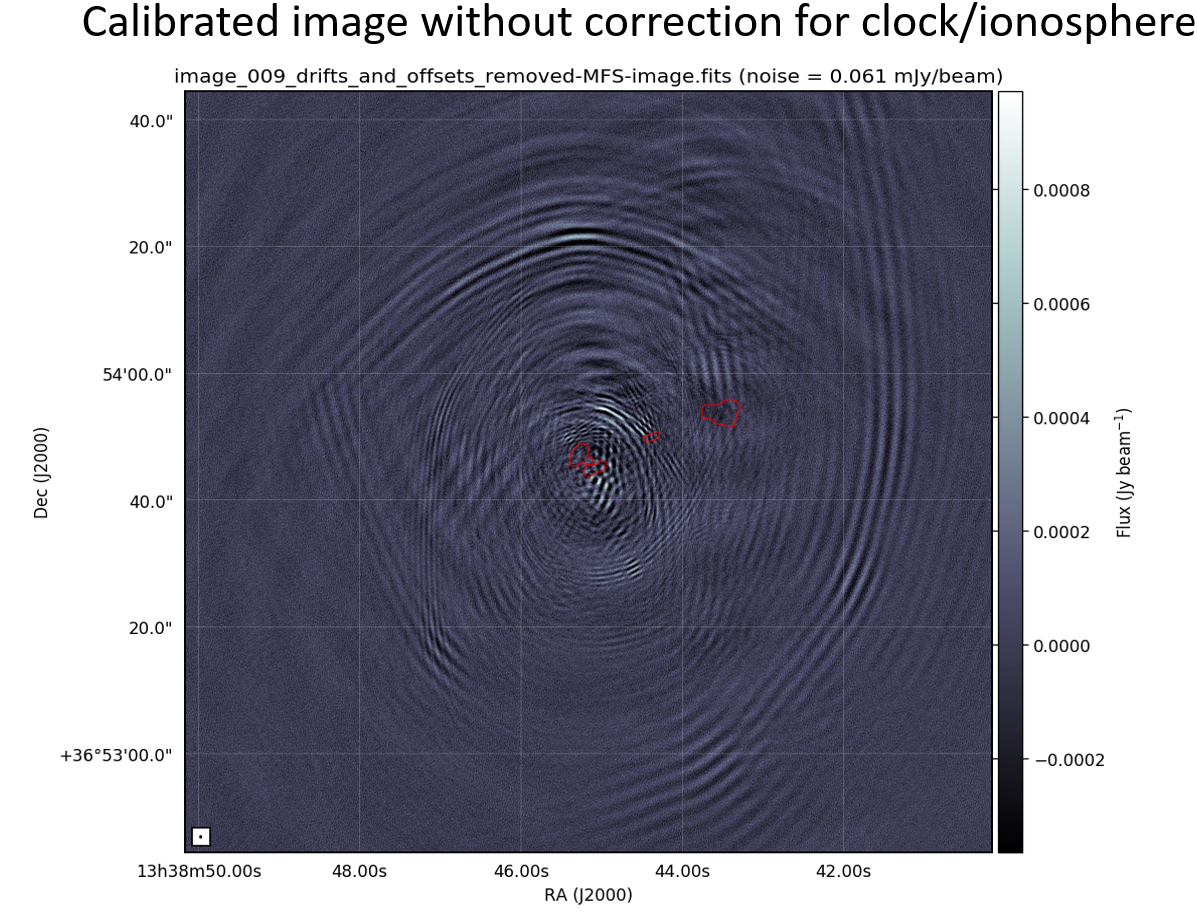 Calibrated image without correction for clock/ionosphere
image_009_drifts_and_offsets_removed-MFS-image.fits (noise = 0.061 mJy/beam)
40.0"
20.0"
54'00.0"
40.0"
20.0"
+36°53'00.0"
Dec (J2000)
13h38m50.00s
48.00s
46.00s
44.00s
42.00s
RA (J2000)
0.0008
0.0006
0.0004
0.0002
0.0000
−0.0002
Flux (Jy beam⁻¹)